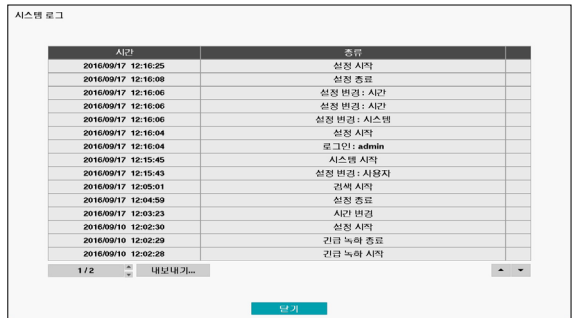 시스템 로그
시간 종류
2016/09/17 12:16:25 설정 시작
2016/09/17 12:16:08 설정 종료
2016/09/17 12:16:06 설정 변경 : 시간
2016/09/17 12:16:06 설정 변경 : 시간
2016/09/17 12:16:06 설정 변경 : 시스템
2016/09/17 12:16:04 설정 시작
2016/09/17 12:16:04 로그인 : admin
2016/09/17 12:15:45 시스템 시작
2016/09/17 12:15:43 설정 변경 : 사용자
2016/09/17 12:05:01 검색 시작
2016/09/17 12:04:59 설정 종료
2016/09/17 12:03:23 시간 변경
2016/09/10 12:02:30 설정 시작
2016/09/10 12:02:29 긴급 녹화 종료
2016/09/10 12:02:28 긴급 녹화 시작
1 / 2 내보내기...
닫기